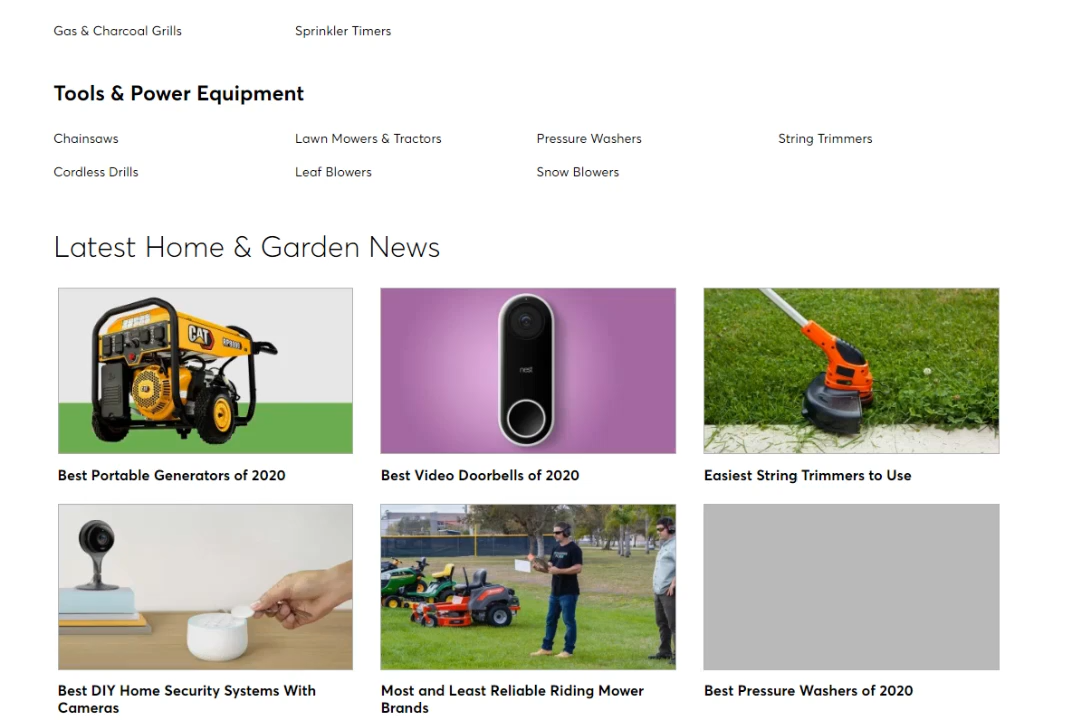 Gas & Charcoal Grills
Sprinkler Timers
Tools & Power Equipment
Chainsaws
Lawn Mowers & Tractors
Pressure Washers
String Trimmers
Cordless Drills
Leaf Blowers
Snow Blowers
Latest Home & Garden News
CAT
nest
Best Portable Generators of 2020
Best Video Doorbells of 2020
Easiest String Trimmers to Use
Best DIY Home Security Systems With
Cameras
Most and Least Reliable Riding Mower
Brands
Best Pressure Washers of 2020